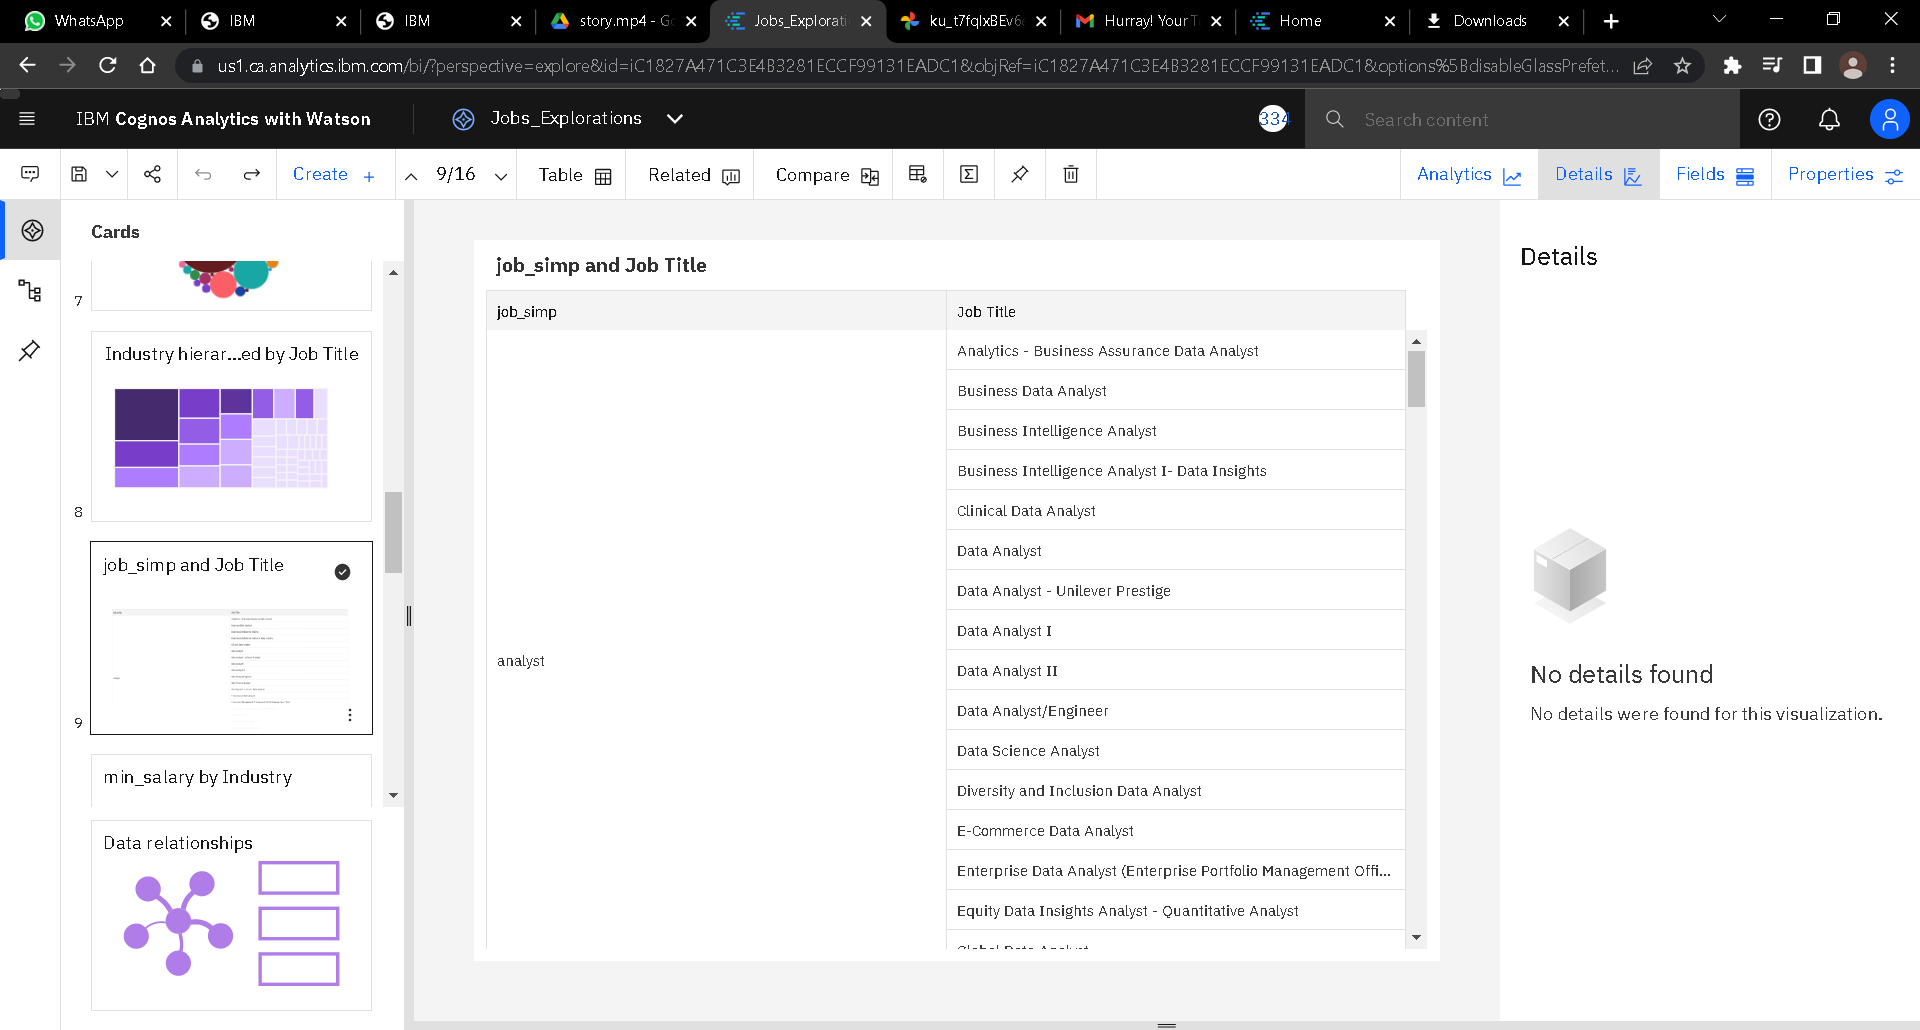 WhatsApp
IBM
IBM
story.mp4 - Go
Jobs_Explorati
ku_t7fqlxBEv6
Hurray! Your T
Home
Downloads
us1.ca.analytics.ibm.com/bi/?perspective=explore&id=iC1827A471C3E4B3281ECCF99131EADC1&objRef=iC1827A471C3E4B3281ECCF99131EADC1&options%5BdisableGlassPrefet...
IBM Cognos Analytics with Watson
Jobs_Explorations
334
Search content
Create
9/16
Table
Related
Compare
Analytics
Details
Fields
Properties
Cards
7
Industry hierar...ed by Job Title
8
job_simp and Job Title
9
min_salary by Industry
Data relationships
job_simp and Job Title
job_simp
Job Title
analyst
Analytics - Business Assurance Data Analyst
Business Data Analyst
Business Intelligence Analyst
Business Intelligence Analyst I- Data Insights
Clinical Data Analyst
Data Analyst
Data Analyst - Unilever Prestige
Data Analyst I
Data Analyst II
Data Analyst/Engineer
Data Science Analyst
Diversity and Inclusion Data Analyst
E-Commerce Data Analyst
Enterprise Data Analyst (Enterprise Portfolio Management Offi...
Equity Data Insights Analyst - Quantitative Analyst
Global Data Analyst
Details
No details found
No details were found for this visualization.